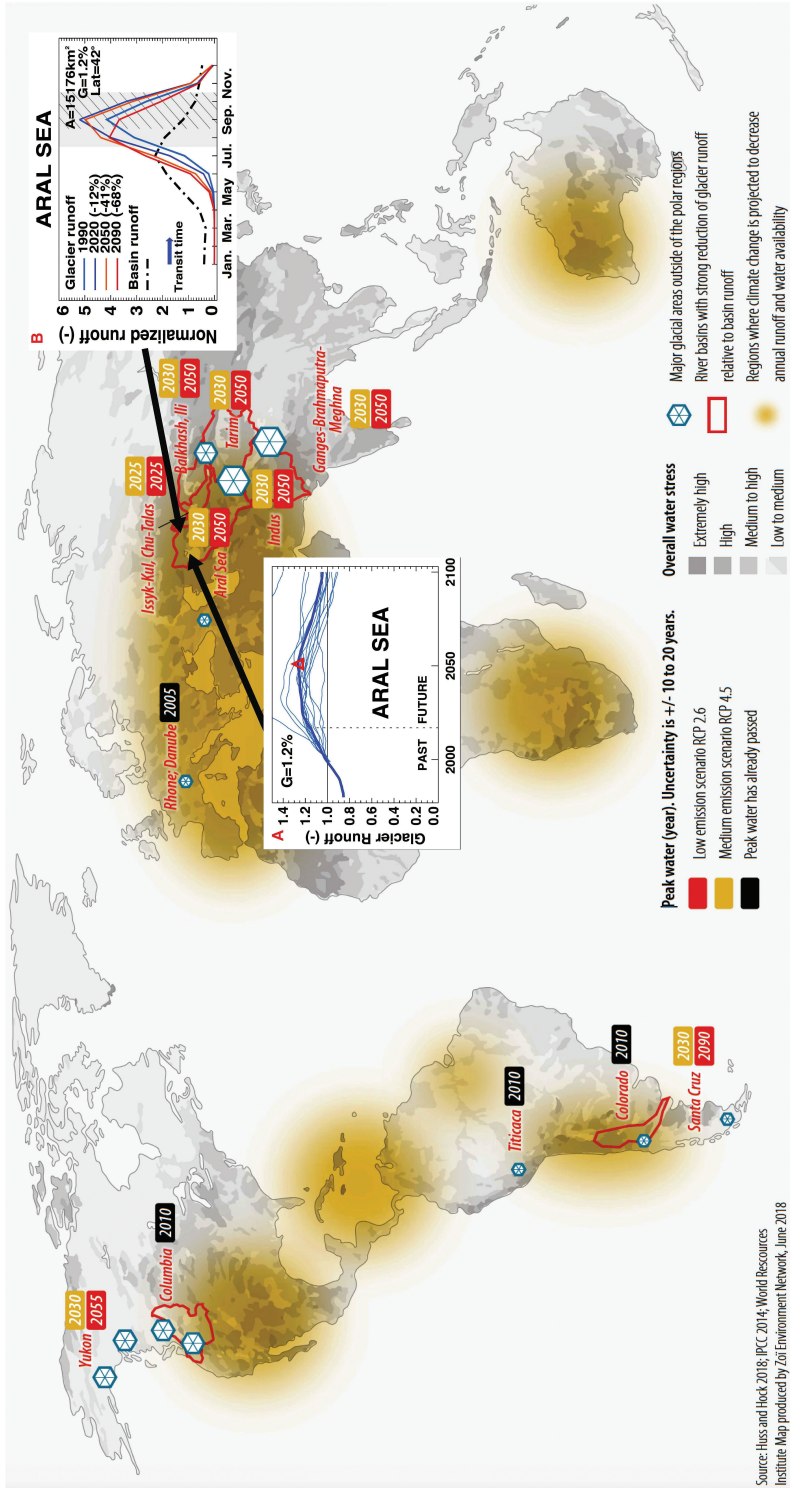 Yukon
2030
2055
Columbia
2010
Titicaca
2010
Colorado
2010
Santa Cruz
2030
2090
Rhone; Danube
2005
Issyk-Kul, Chu-Talas
2025
2025
Balkhash, Ili
2030
2050
Aral Sea
2030
2050
Tarim
2030
2050
Indus
2030
2050
Ganges-Brahmaputra-
Meghna
2030
2050
A
G=1.2%
Glacier Runoff (-)
1.4
1.2
1.0
0.8
0.6
0.4
0.2
0.0
PAST
FUTURE
ARAL SEA
2000
2050
2100
B
ARAL SEA
A=15176km²
G=1.2%
Lat=42°
Glacier runoff
1990
2020 (-12%)
2050 (-41%)
2090 (-68%)
Basin runoff
Transit time
Normalized runoff (-)
6
5
4
3
2
1
0
Jan. Mar. May Jul. Sep. Nov.
Peak water (year). Uncertainty is +/- 10 to 20 years.
Low emission scenario RCP 2.6
Medium emission scenario RCP 4.5
Peak water has already passed
Overall water stress
Extremely high
High
Medium to high
Low to medium
Major glacial areas outside of the polar regions
River basins with strong reduction of glacier runoff
relative to basin runoff
Regions where climate change is projected to decrease
annual runoff and water availability
Source: Huss and Hock 2018; IPCC 2014; World Rescources
Institute Map produced by Zoï Environment Network, June 2018